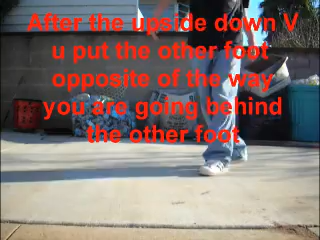 After the upside down V
u put the other foot
opposite of the way
you are going behind
the other foot